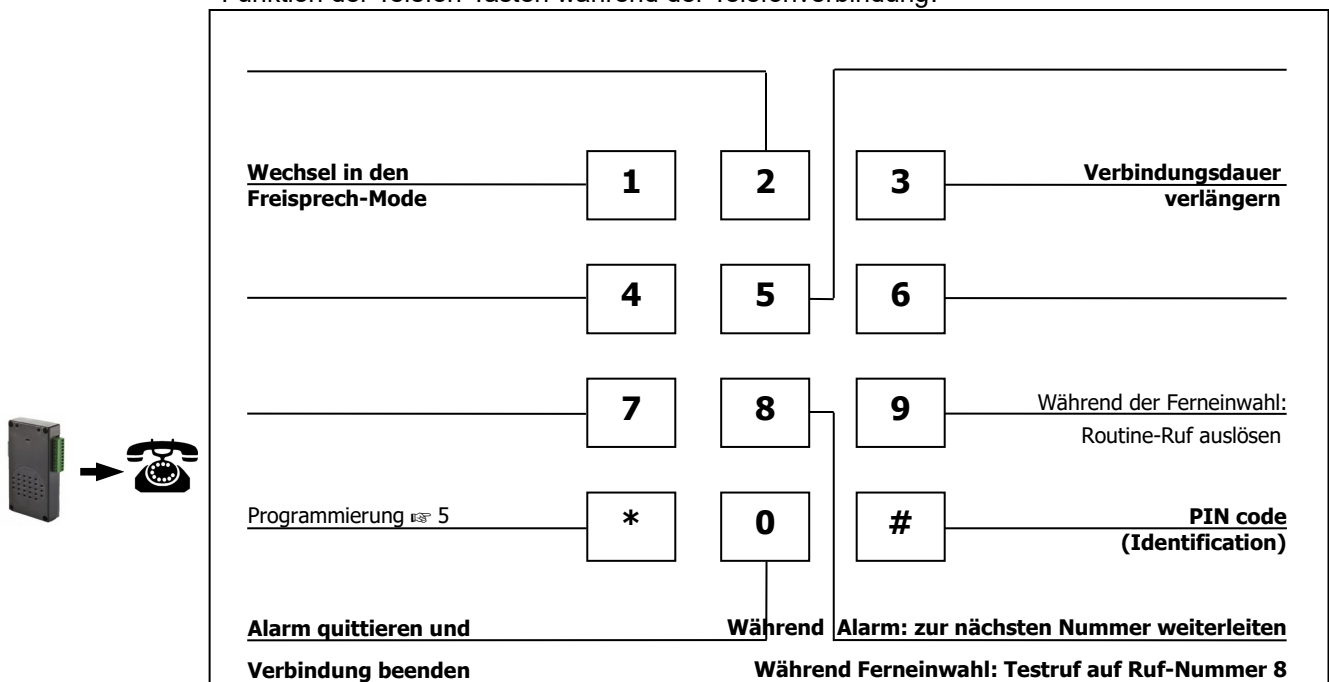 Funktion der Telefon-Tasten während der Telefonverbindung:
Wechsel in den
Freisprech-Mode
1
2
3
Verbindungsdauer
verlängern
4
5
6
7
8
9
Während der Ferneinwahl:
Routine-Ruf auslösen
Programmierung ☞ 5
*
0
#
PIN code
(Identification)
Alarm quittieren und
Verbindung beenden
Während Alarm: zur nächsten Nummer weiterleiten
Während Ferneinwahl: Testruf auf Ruf-Nummer 8